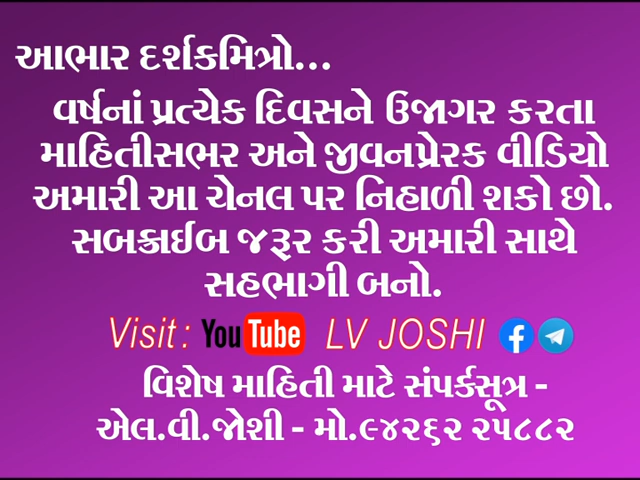 આભાર દર્શકમિત્રો...
વર્ષનાં પ્રત્યેક દિવસને ઉજાગર કરતા
માહિતીસભર અને જીવનપ્રેરક વીડિયો
અમારી આ ચેનલ પર નિહાળી શકો છો.
સબક્રાઈબ જરૂર કરી અમારી સાથે
સહભાગી બનો.
Visit : YouTube LV JOSHI
વિશેષ માહિતી માટે સંપર્કસૂત્ર -
એલ.વી.જોશી - મો.૯૪૨૬૨ ૨૫૮૮૨